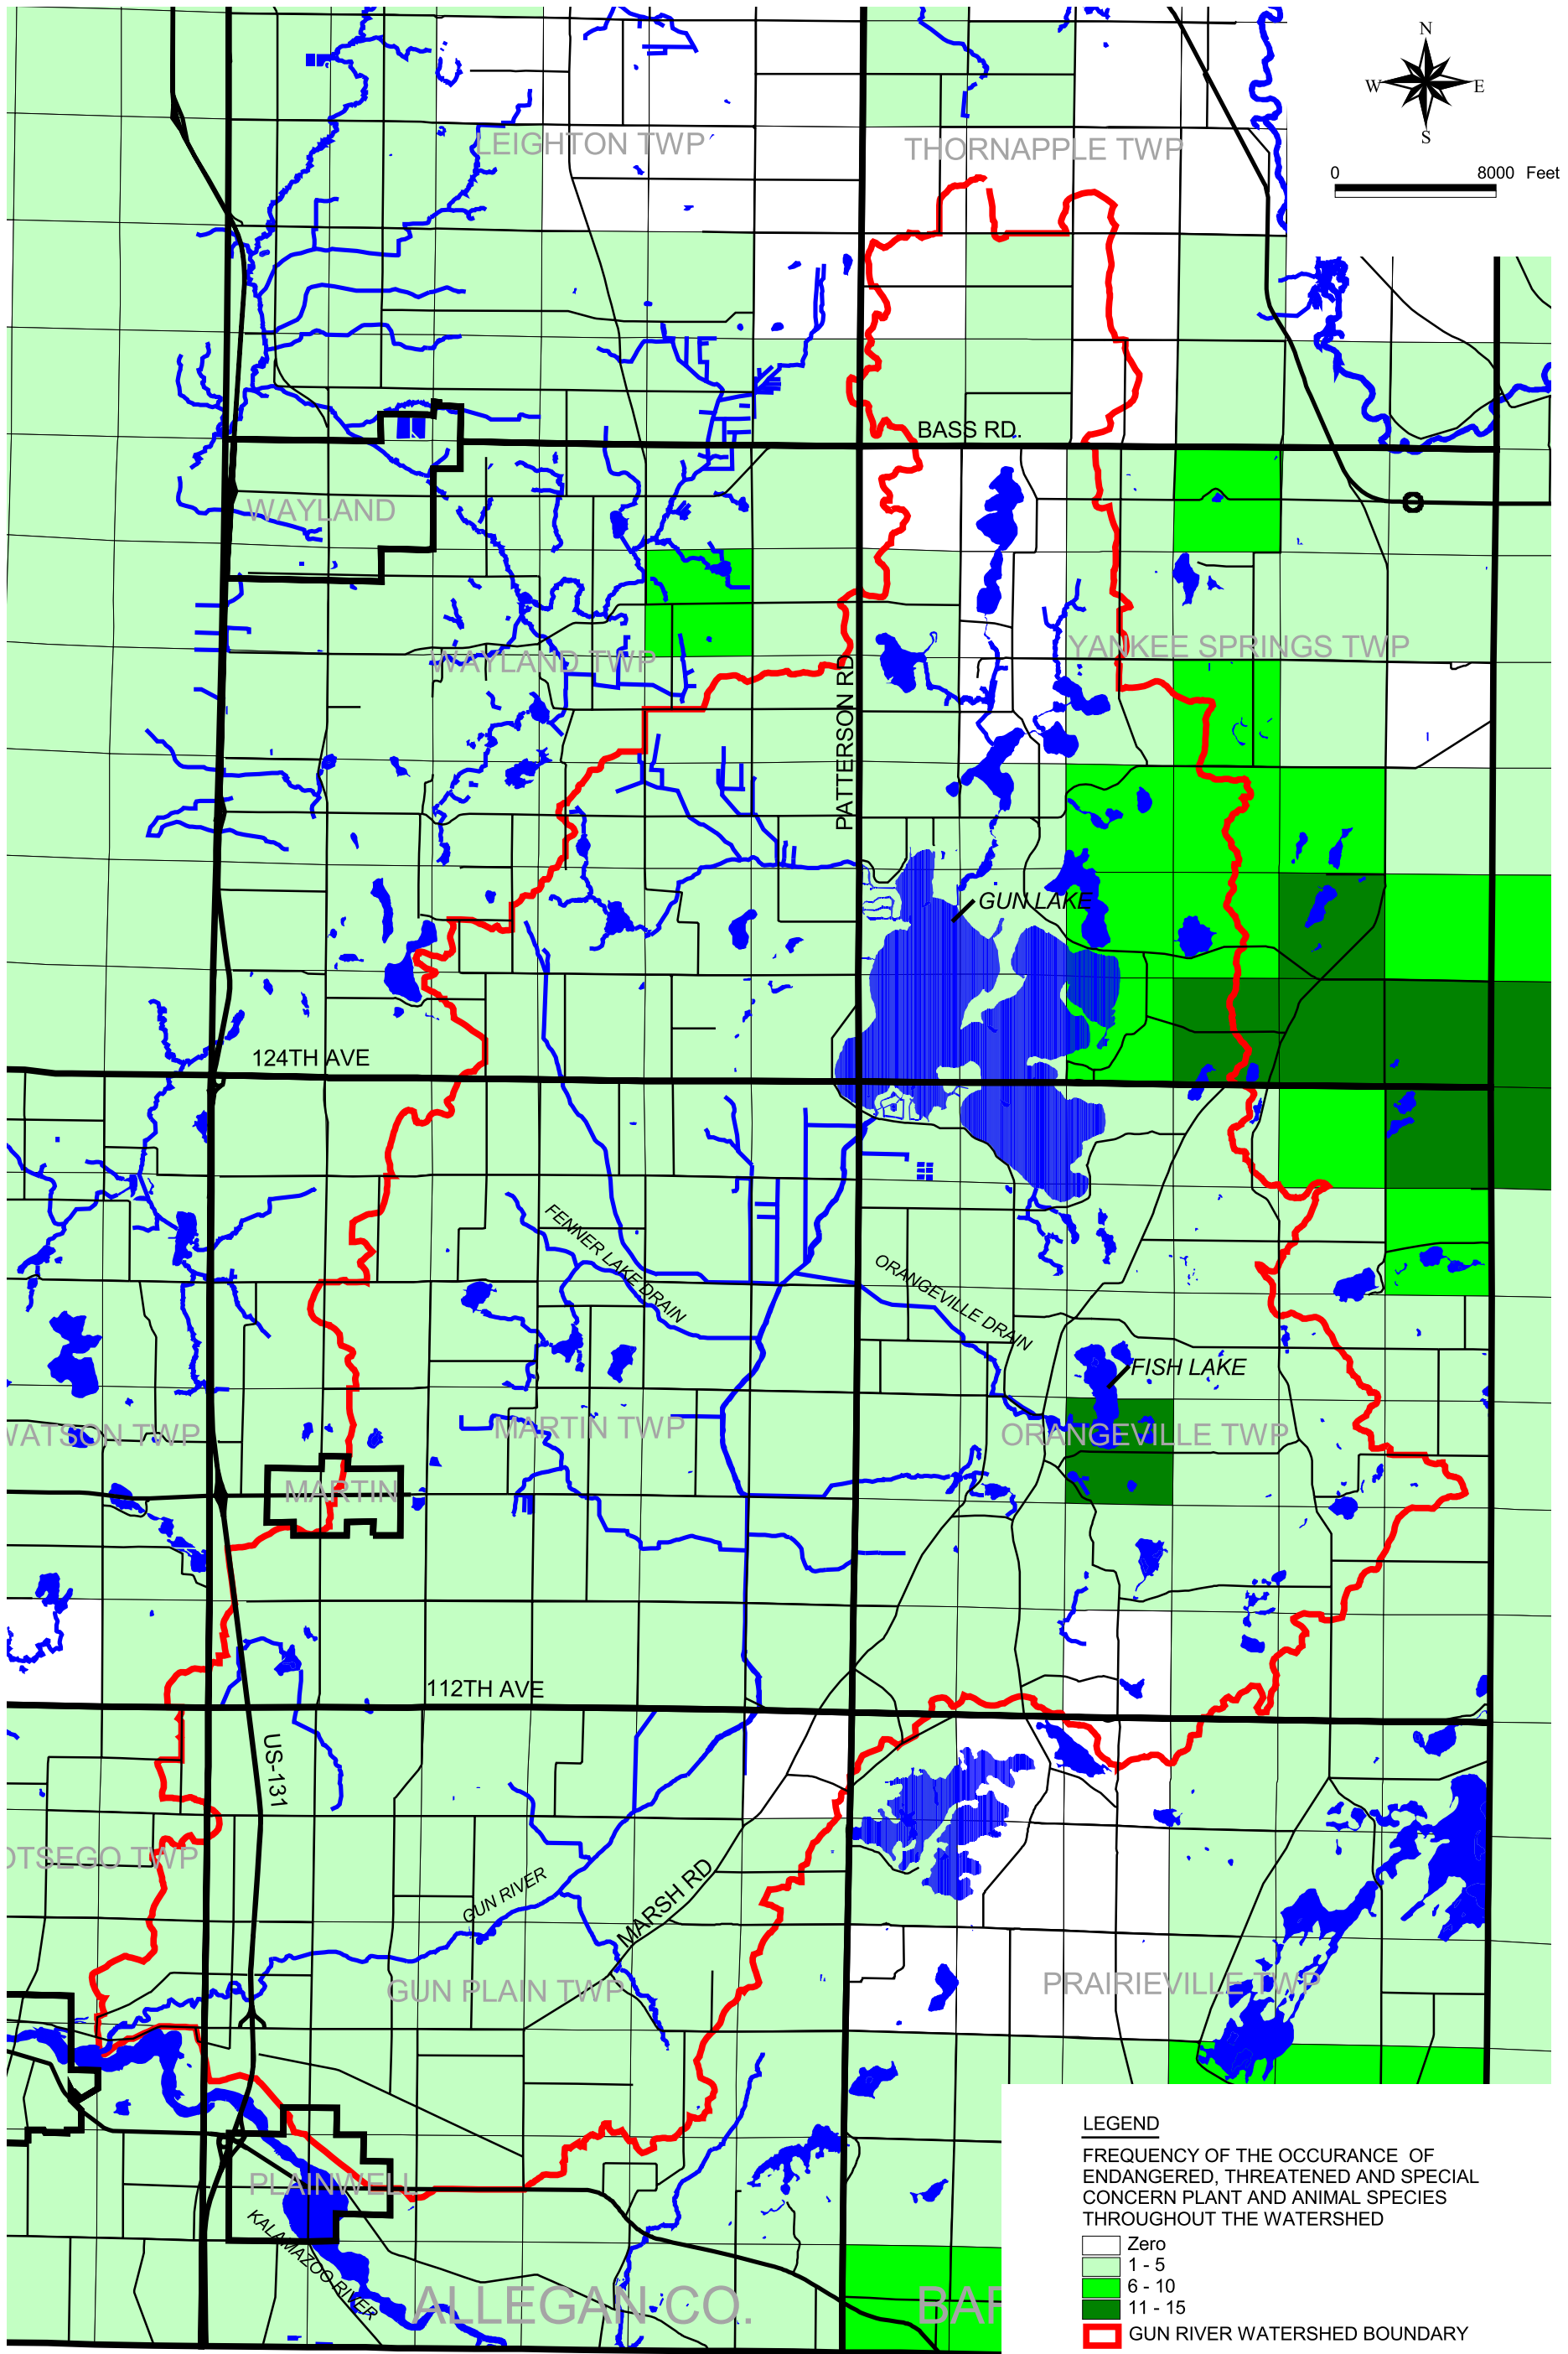 N
W E
S
0 8000 Feet
LEIGHTON TWP
THORNAPPLE TWP
BASS RD.
WAYLAND
WAYLAND TWP
YANKEE SPRINGS TWP
PATTERSON RD
GUN LAKE
124TH AVE
FENNER LAKE DRAIN
ORANGEVILLE DRAIN
FISH LAKE
WATSON TWP
MARTIN TWP
ORANGEVILLE TWP
MARTIN
112TH AVE
US-131
OTSEGO TWP
GUN RIVER
MARSH RD
GUN PLAIN TWP
PRAIRIEVILLE TWP
PLAINWELL
KALAMAZOO RIVER
ALLEGAN CO.
BAR
LEGEND
FREQUENCY OF THE OCCURANCE OF
ENDANGERED, THREATENED AND SPECIAL
CONCERN PLANT AND ANIMAL SPECIES
THROUGHOUT THE WATERSHED
Zero
1 - 5
6 - 10
11 - 15
GUN RIVER WATERSHED BOUNDARY